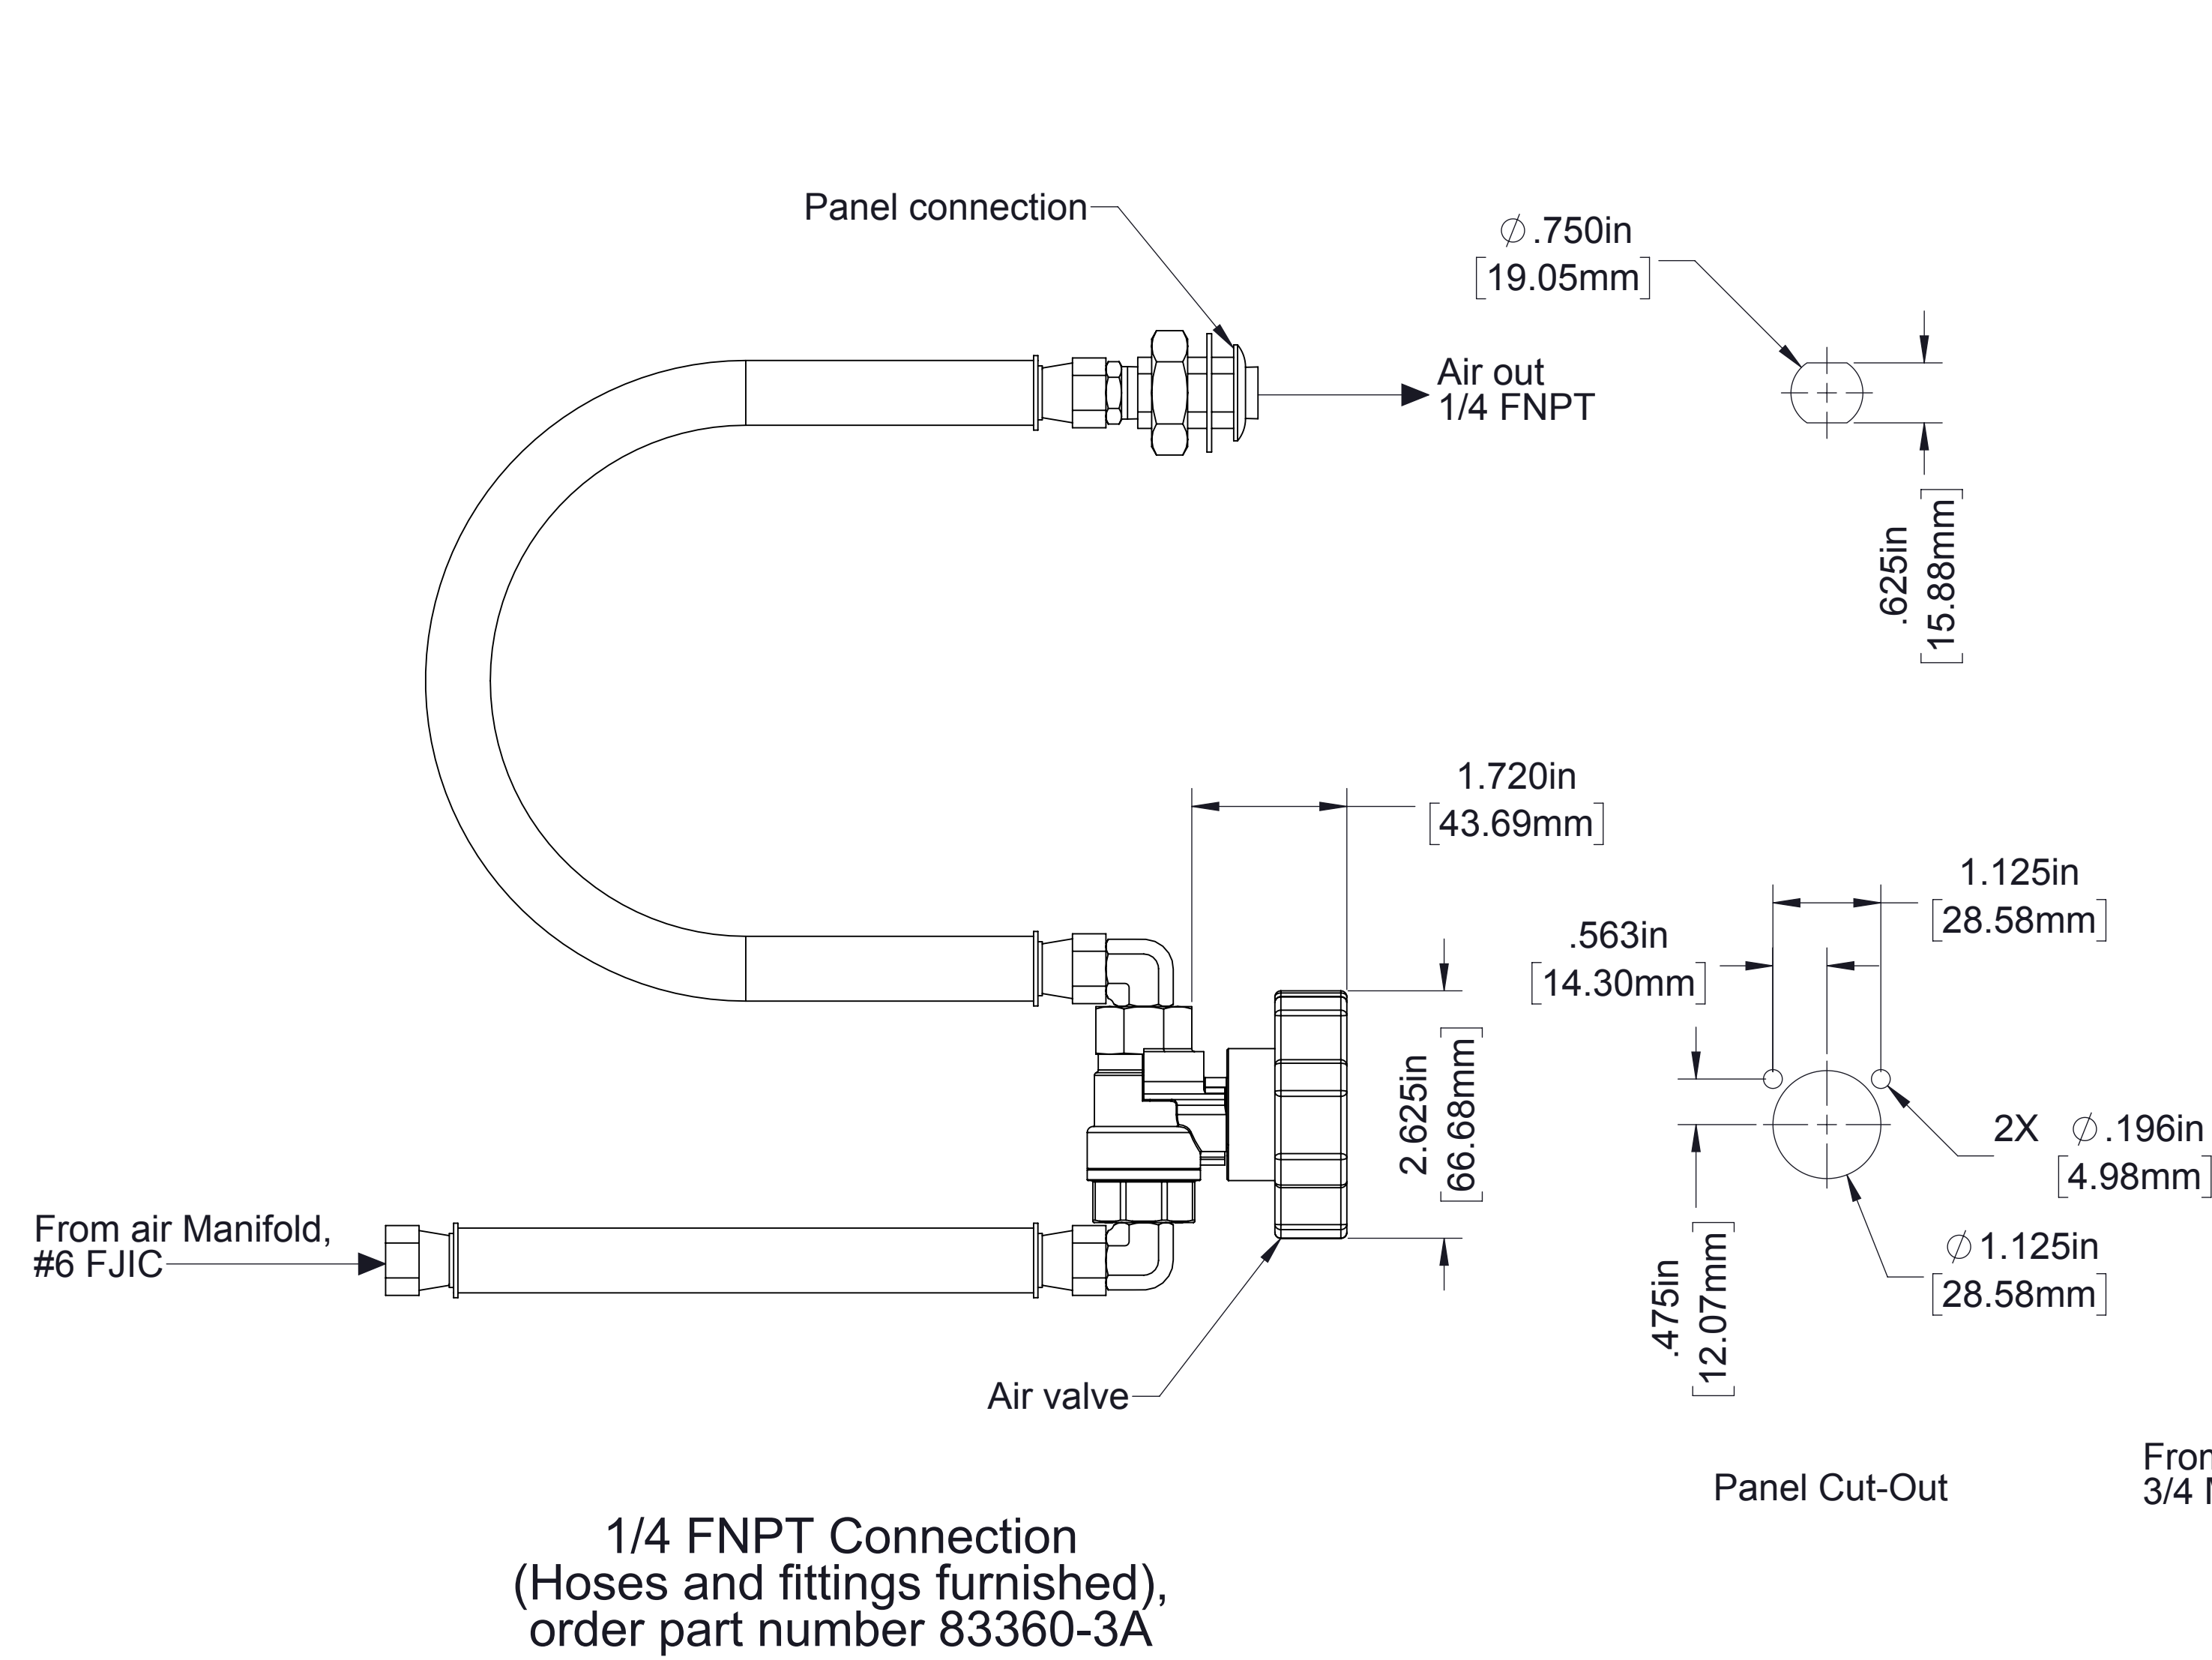 Panel connection
⌀.750in
[19.05mm]
Air out
1/4 FNPT
.625in
[15.88mm]
1.720in
[43.69mm]
1.125in
[28.58mm]
.563in
[14.30mm]
2.625in
[66.68mm]
2X ⌀.196in
[4.98mm]
From air Manifold,
#6 FJIC
⌀1.125in
[28.58mm]
.475in
[12.07mm]
Air valve
Panel Cut-Out
3/4
1/4 FNPT Connection
(Hoses and fittings furnished),
order part number 83360-3A